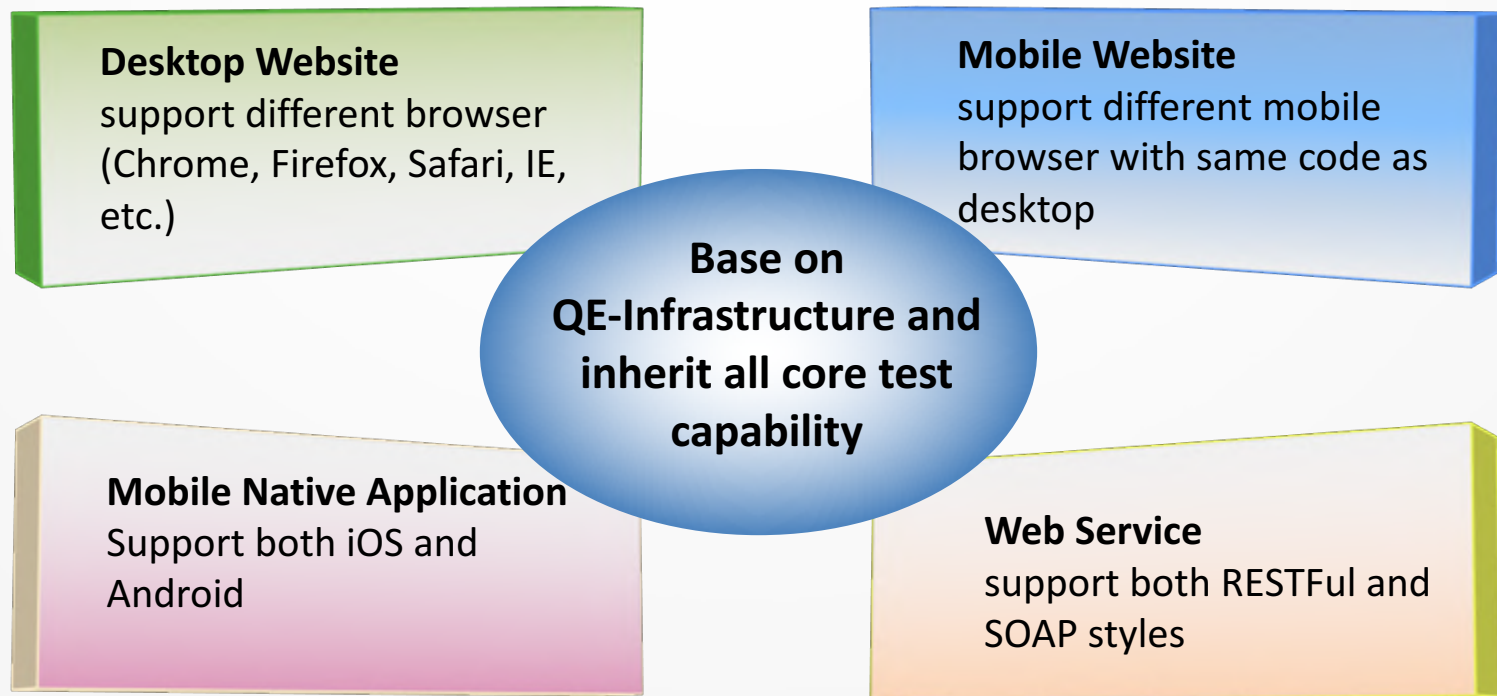 Desktop Website
support different browser
(Chrome, Firefox, Safari, IE,
etc.)
Mobile Website
support different mobile
browser with same code as
desktop
Base on
QE-Infrastructure and
inherit all core test
capability
Mobile Native Application
Support both iOS and
Android
Web Service
support both RESTFul and
SOAP styles